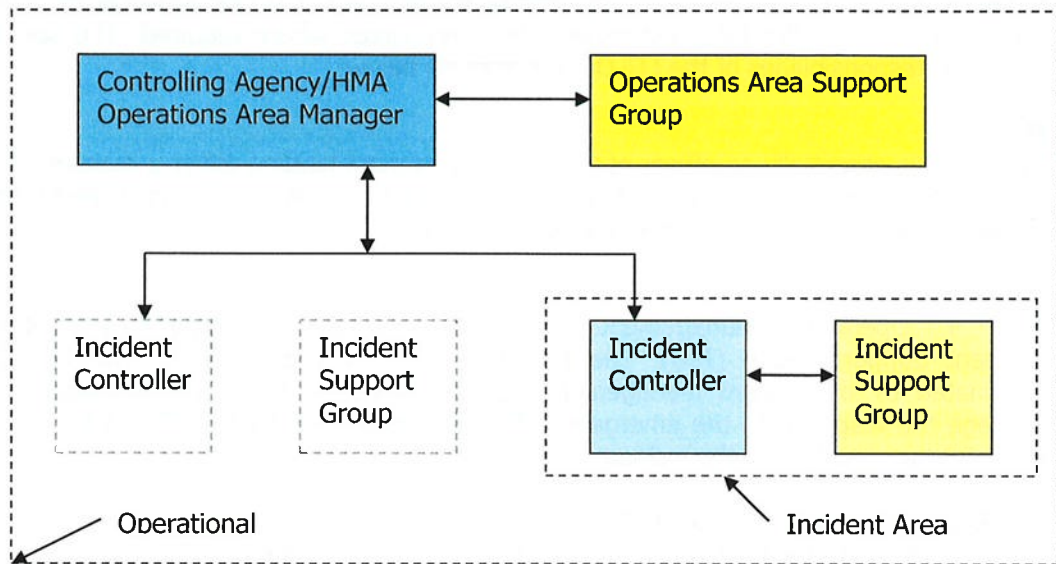 Controlling Agency/HMA
Operations Area Manager
Operations Area Support
Group
Incident
Controller
Incident
Support
Group
Incident
Controller
Incident
Support
Group
Operational
Incident Area